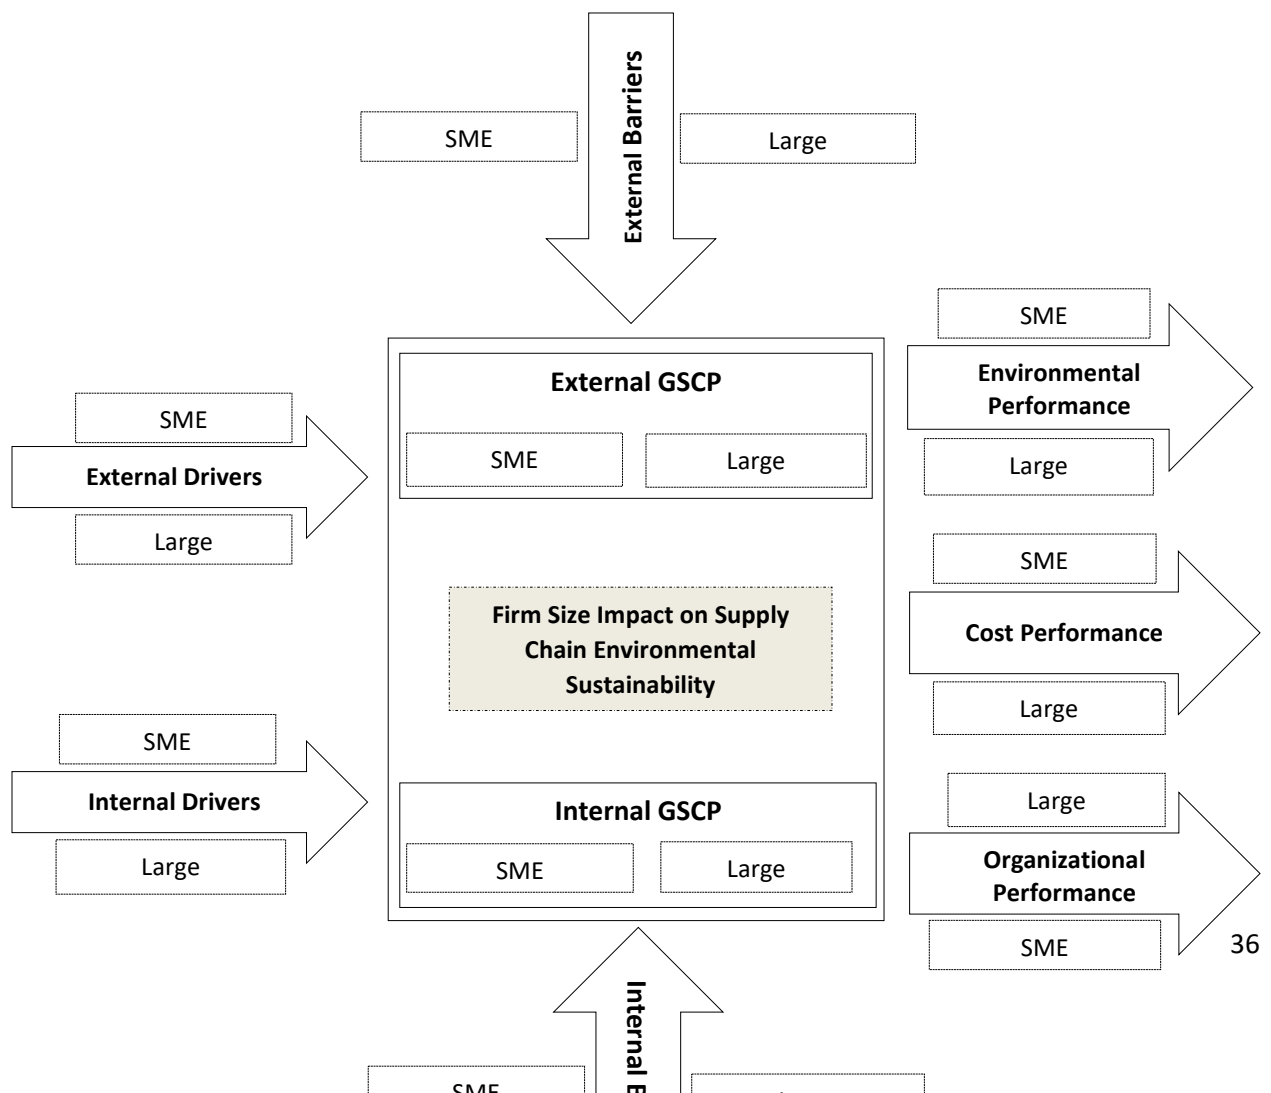 External Barriers
SME
Large
SME
Environmental
Performance
Large
External GSCP
SME
Large
SME
External Drivers
Large
SME
Cost Performance
Large
Firm Size Impact on Supply
Chain Environmental
Sustainability
SME
Internal Drivers
Large
Internal GSCP
SME
Large
Large
Organizational
Performance
SME
36
Internal
SME